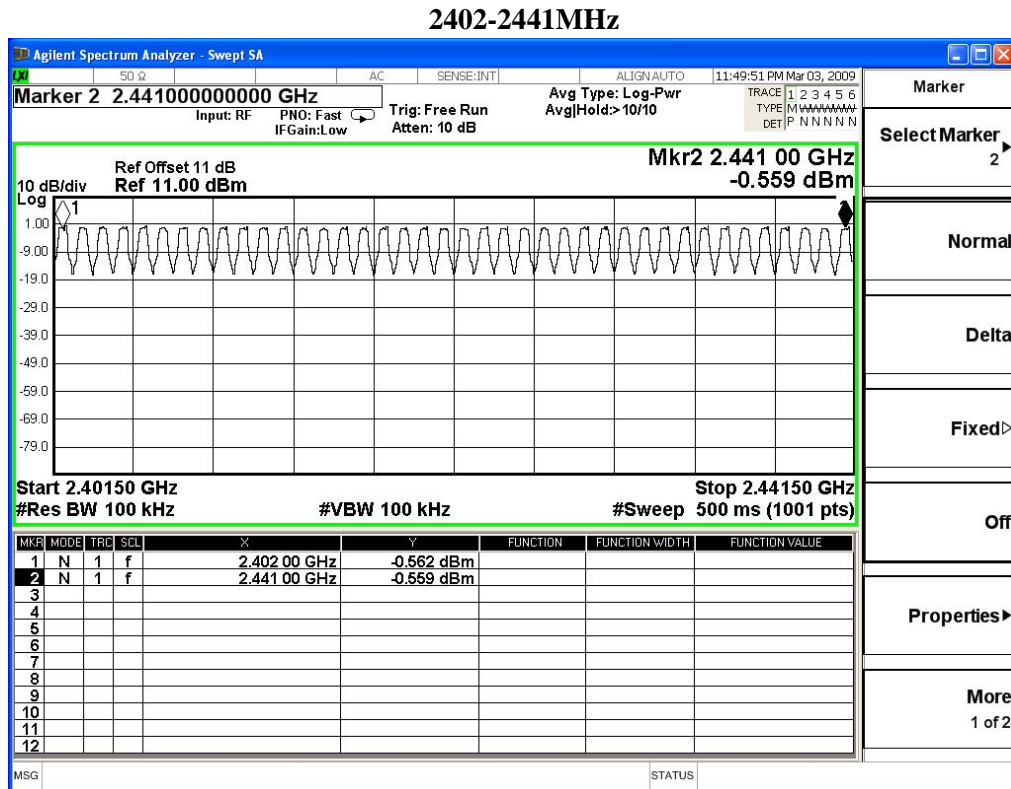 2402-2441MHz
Agilent Spectrum Analyzer - Swept SA
LXI 50 Ω AC SENSE:INT ALIGNAUTO 11:49:51 PM Mar 03, 2009
Marker 2 2.441000000000 GHz
Input: RF PNO: Fast IFGain:Low
Trig: Free Run
Atten: 10 dB
Avg Type: Log-Pwr
Avg|Hold:>10/10
TRACE 1 2 3 4 5 6
TYPE M WWWWW
DET P N N N N N
Mkr2 2.441 00 GHz
-0.559 dBm
Ref Offset 11 dB
10 dB/div Ref 11.00 dBm
Log
1
1.00
-9.00
-19.0
-29.0
-39.0
-49.0
-59.0
-69.0
-79.0
Start 2.40150 GHz Stop 2.44150 GHz
#Res BW 100 kHz #VBW 100 kHz #Sweep 500 ms (1001 pts)
MKR MODE TRC SCL X Y FUNCTION FUNCTION WIDTH FUNCTION VALUE
1 N 1 f 2.402 00 GHz -0.562 dBm
2 N 1 f 2.441 00 GHz -0.559 dBm
3
4
5
6
7
8
9
10
11
12
MSG STATUS
Marker
Select Marker
2
Normal
Delta
Fixed
Off
Properties
More
1 of 2